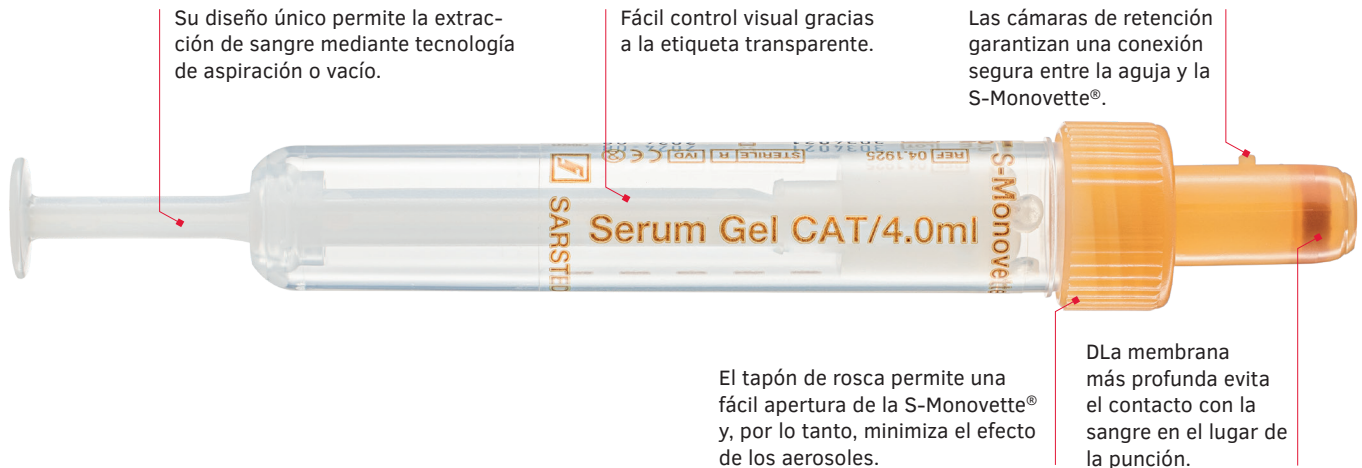 Su diseño único permite la extrac-
ción de sangre mediante tecnología
de aspiración o vacío.
Fácil control visual gracias
a la etiqueta transparente.
Las cámaras de retención
garantizan una conexión
segura entre la aguja y la
S-Monovette®.
REF 04.1925
STERILE R IVD CE
SARSTED
Serum Gel CAT/4.0ml
S-Monovette
El tapón de rosca permite una
fácil apertura de la S-Monovette®
y, por lo tanto, minimiza el efecto
de los aerosoles.
DLa membrana
más profunda evita
el contacto con la
sangre en el lugar de
la punción.